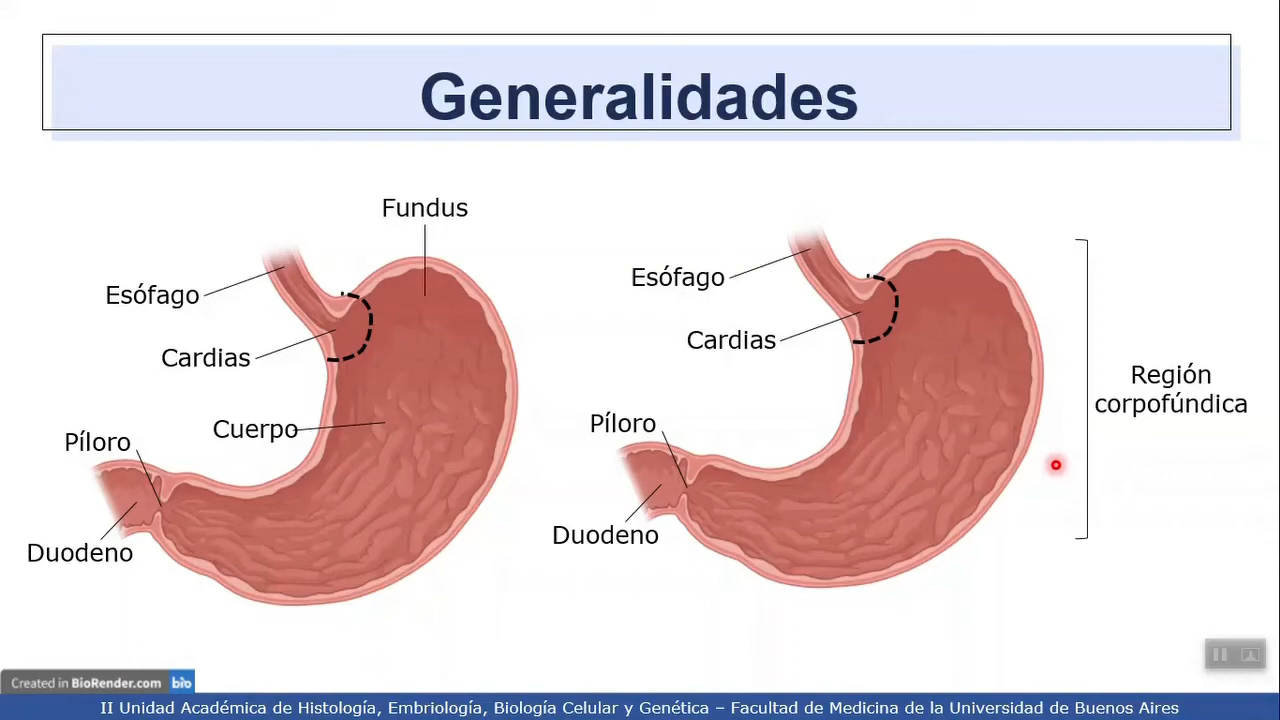 Generalidades
Fundus
Esófago
Cardias
Cuerpo
Píloro
Duodeno
Esófago
Cardias
Píloro
Duodeno
Región
corpofúndica
Created in BioRender.com bio
II Unidad Académica de Histología, Embriología, Biología Celular y Genética – Facultad de Medicina de la Universidad de Buenos Aires